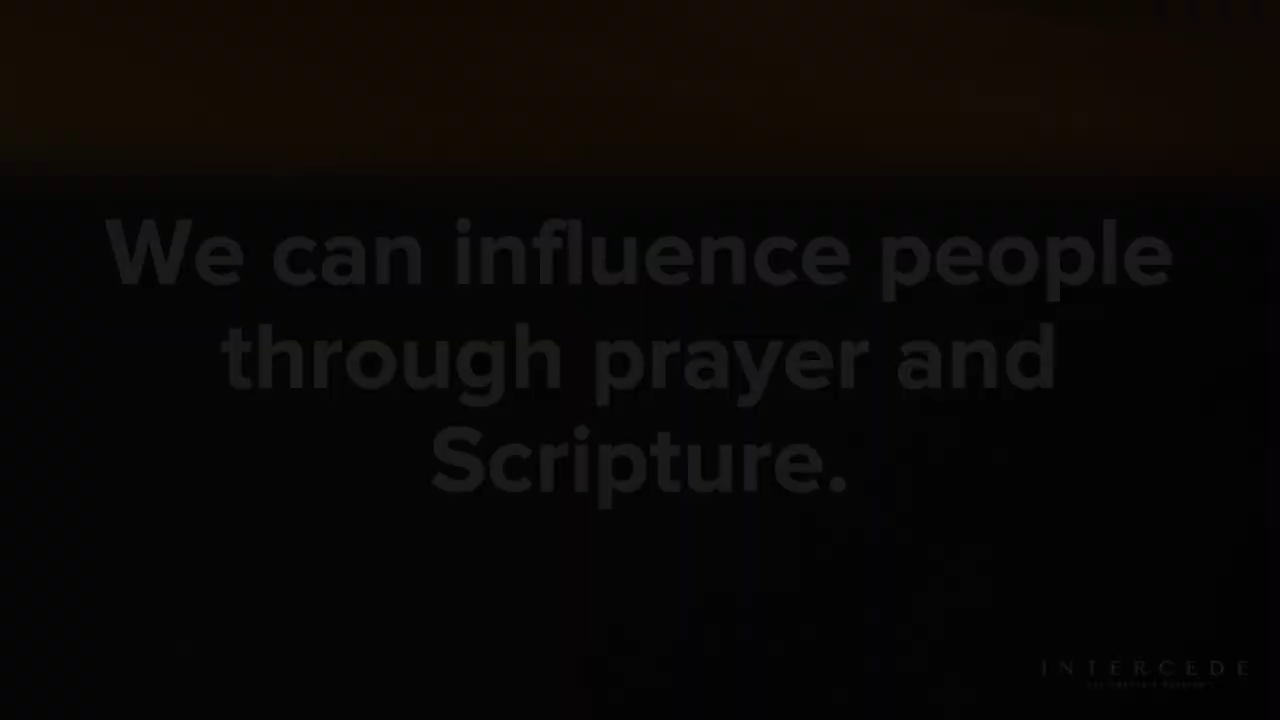 We can influence people
through prayer and
Scripture.
INTERCEDE